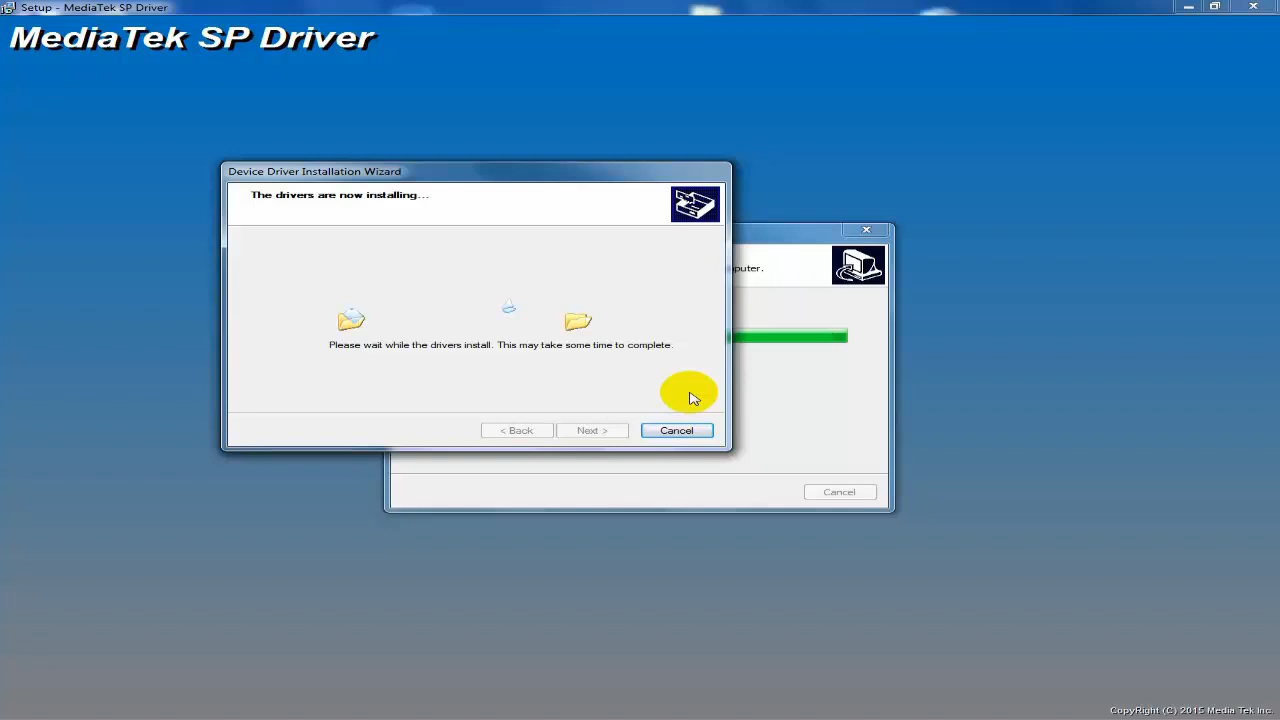 Setup - MediaTek SP Driver
MediaTek SP Driver
Device Driver Installation Wizard
The drivers are now installing...
Please wait while the drivers install. This may take some time to complete.
< Back
Next >
Cancel
Cancel
CopyRight (C) 2015 Media Tek Inc.